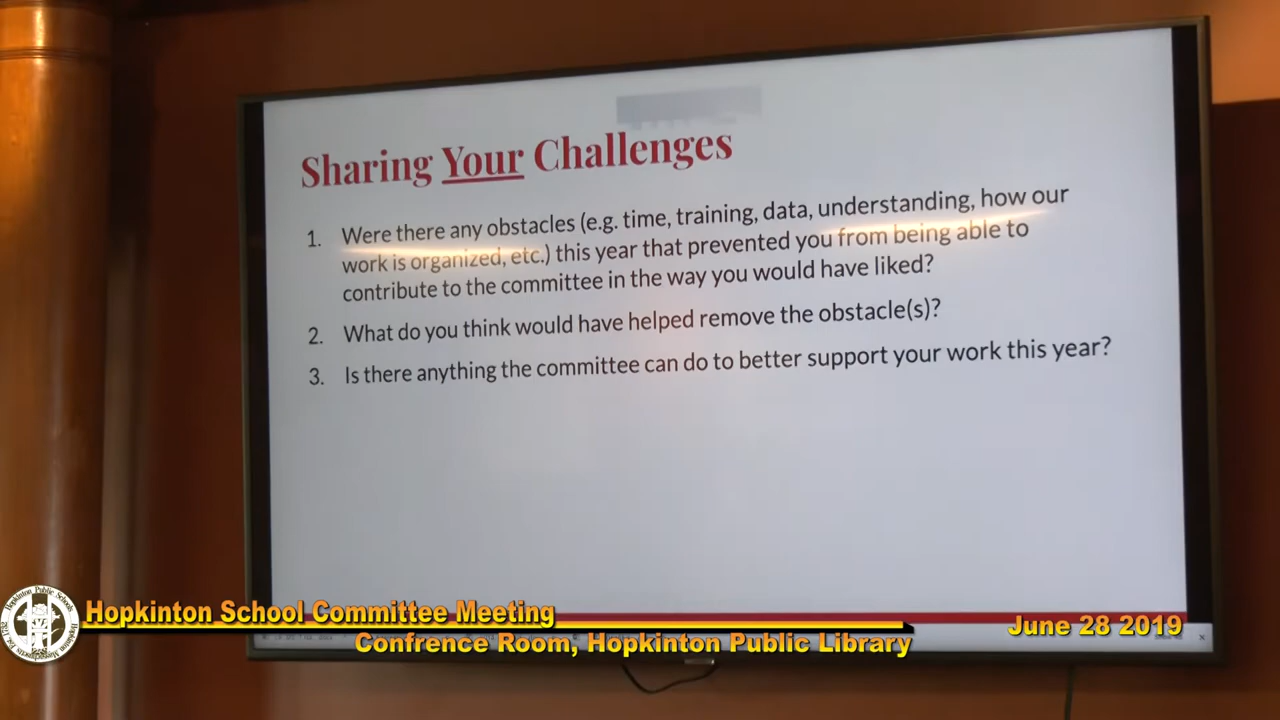 Sharing Your Challenges
1. Were there any obstacles (e.g. time, training, data, understanding, how our
work is organized, etc.) this year that prevented you from being able to
contribute to the committee in the way you would have liked?
2. What do you think would have helped remove the obstacle(s)?
3. Is there anything the committee can do to better support your work this year?
Hopkinton Public Schools
Hopkinton School Committee Meeting
Confrence Room, Hopkinton Public Library
June 28 2019